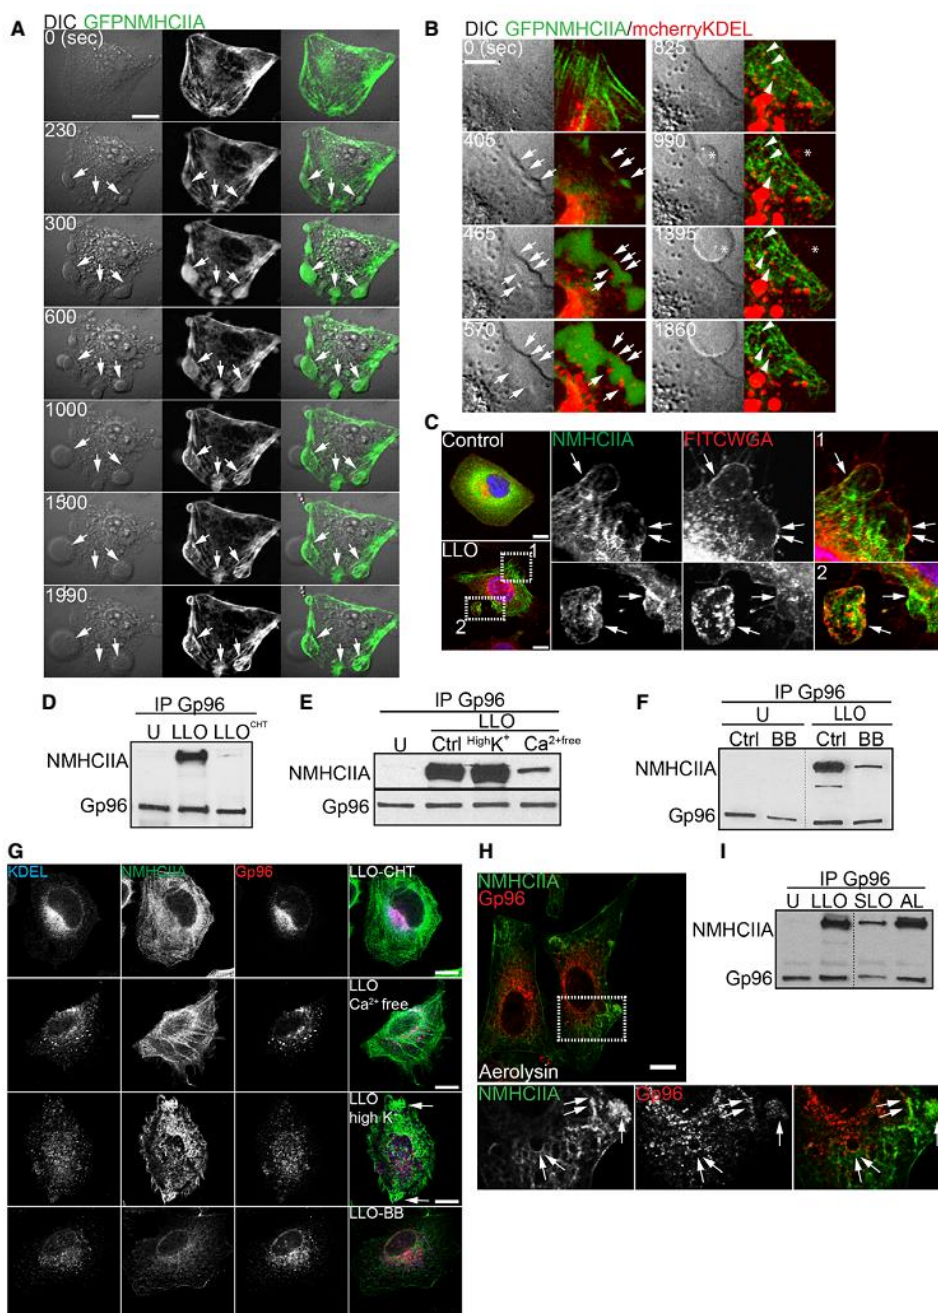 A
DIC GFPNMHCIIA
0 (sec)
230
300
600
1000
1500
1990
B
DIC GFPNMHCIIA/mcherryKDEL
0 (sec)
405
465
570
825
990
*
*
1395
*
*
1860
C
Control
NMHCIIA
FITCWGA
1
LLO
1
2
2
D
IP Gp96
U LLO LLO CHT
NMHCIIA
Gp96
E
IP Gp96
LLO
U Ctrl High K+ Ca2+free
NMHCIIA
Gp96
F
IP Gp96
U LLO
Ctrl BB Ctrl BB
NMHCIIA
Gp96
G
KDEL NMHCIIA Gp96 LLO-CHT
LLO
Ca2+ free
LLO
high K+
LLO-BB
H
NMHCIIA
Gp96
Aerolysin
NMHCIIA Gp96
I
IP Gp96
U LLO SLO AL
NMHCIIA
Gp96